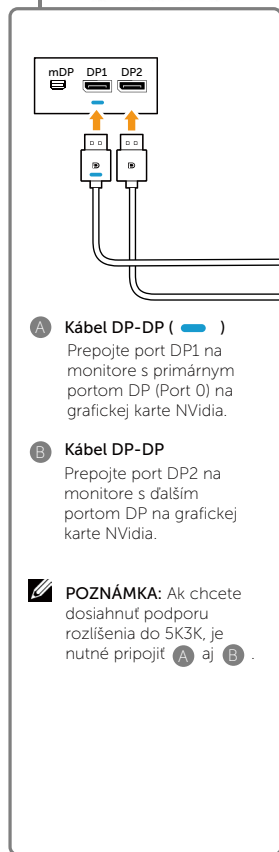 mDP DP1 DP2
A Kábel DP-DP ( )
Prepojte port DP1 na
monitore s primárnym
portom DP (Port 0) na
grafickej karte NVidia.
B Kábel DP-DP
Prepojte port DP2 na
monitore s ďalším
portom DP na grafickej
karte NVidia.
POZNÁMKA: Ak chcete
dosiahnuť podporu
rozlíšenia do 5K3K, je
nutné pripojiť A aj B .